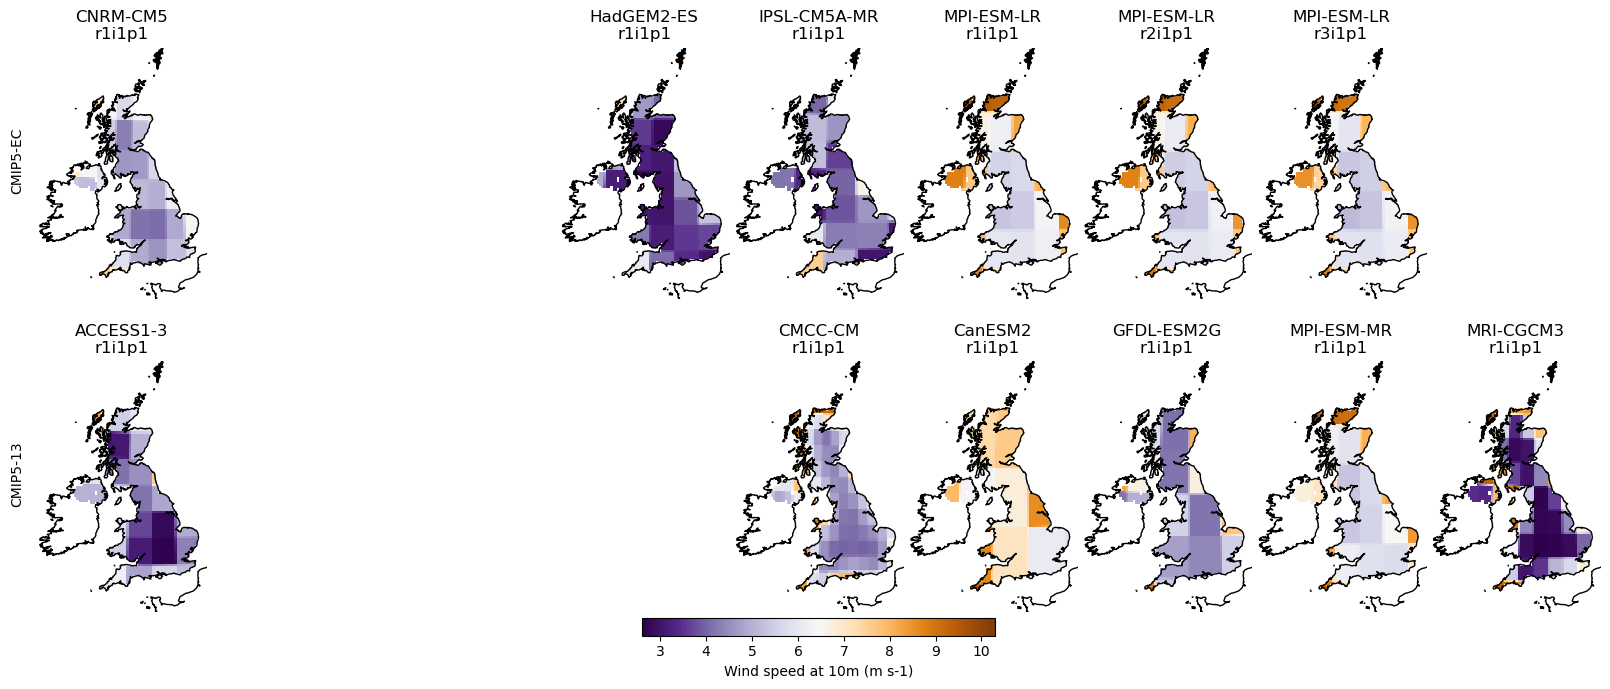 CNRM-CM5
r1i1p1
HadGEM2-ES
r1i1p1
IPSL-CM5A-MR
r1i1p1
MPI-ESM-LR
r1i1p1
MPI-ESM-LR
r2i1p1
MPI-ESM-LR
r3i1p1
CMIP5-EC
ACCESS1-3
r1i1p1
CMCC-CM
r1i1p1
CanESM2
r1i1p1
GFDL-ESM2G
r1i1p1
MPI-ESM-MR
r1i1p1
MRI-CGCM3
r1i1p1
CMIP5-13
3 4 5 6 7 8 9 10
Wind speed at 10m (m s-1)